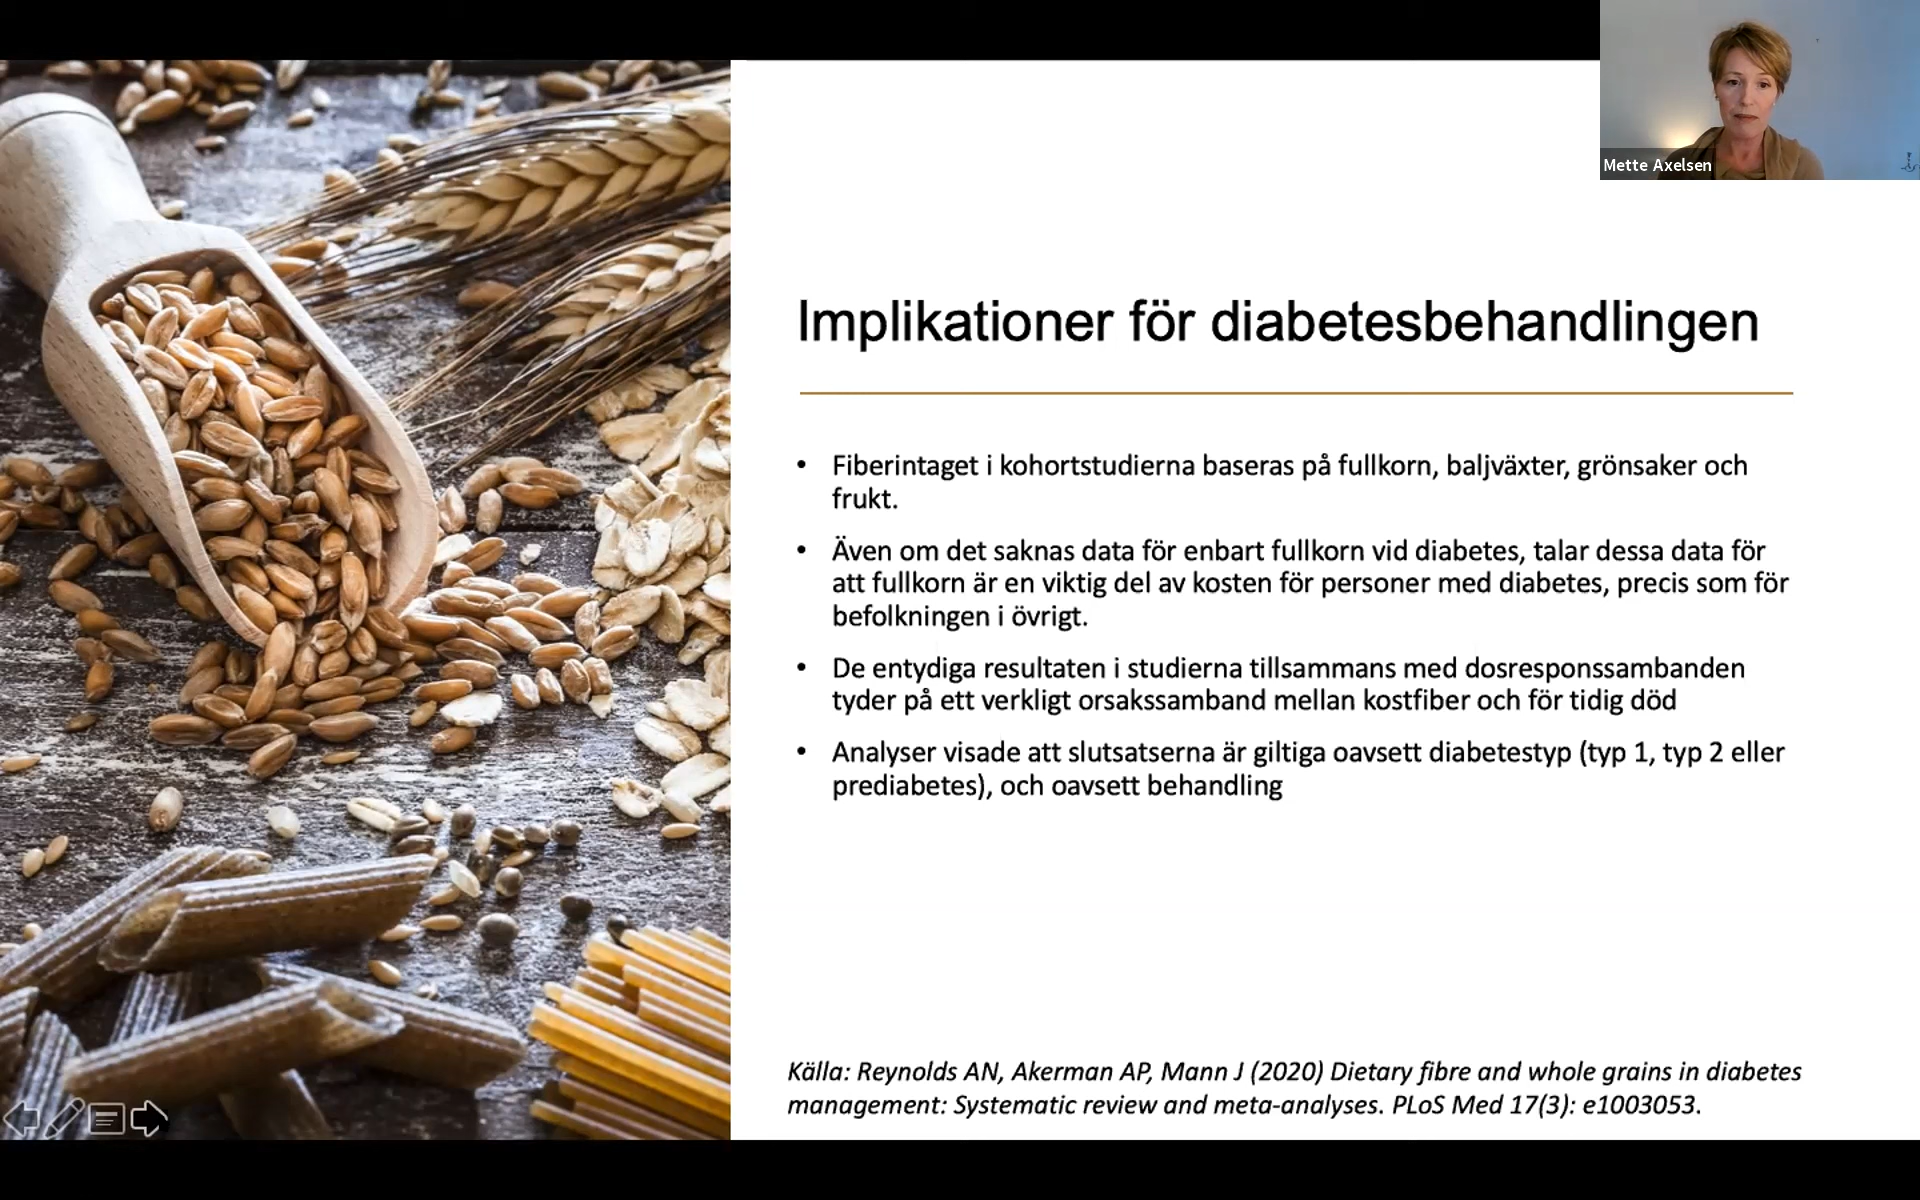 Mette Axelsen
Implikationer för diabetesbehandlingen
• Fiberintaget i kohortstudierna baseras på fullkorn, baljväxter, grönsaker och
frukt.
• Även om det saknas data för enbart fullkorn vid diabetes, talar dessa data för
att fullkorn är en viktig del av kosten för personer med diabetes, precis som för
befolkningen i övrigt.
• De entydiga resultaten i studierna tillsammans med dosresponssambanden
tyder på ett verkligt orsakssamband mellan kostfiber och för tidig död
• Analyser visade att slutsatserna är giltiga oavsett diabetestyp (typ 1, typ 2 eller
prediabetes), och oavsett behandling
Källa: Reynolds AN, Akerman AP, Mann J (2020) Dietary fibre and whole grains in diabetes
management: Systematic review and meta-analyses. PLoS Med 17(3): e1003053.